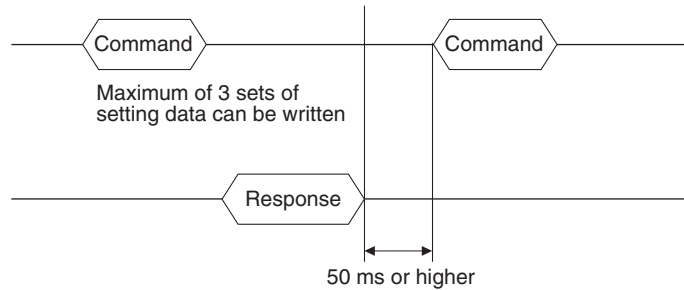 Command
Command
Maximum of 3 sets of
setting data can be written
Response
50 ms or higher